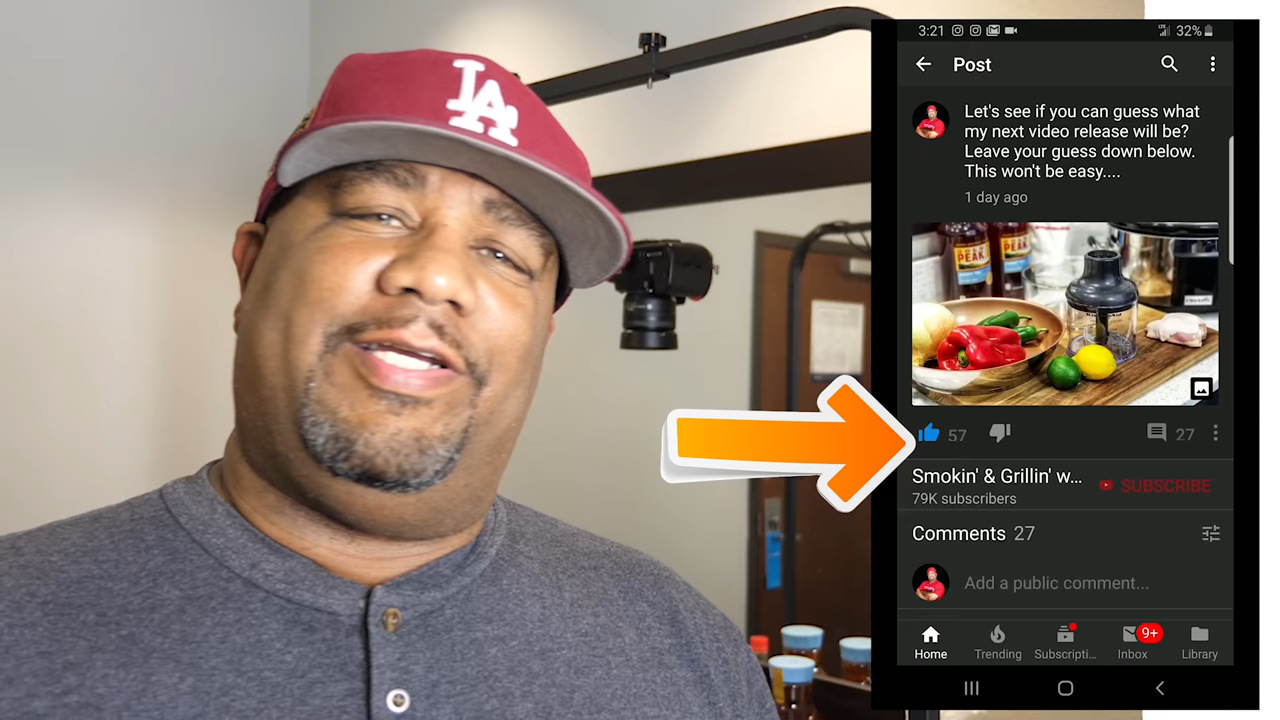 LA
3:21
LTE
32%
Post
Let's see if you can guess what
my next video release will be?
Leave your guess down below.
This won't be easy....
1 day ago
PEAK
PEAK
57
27
Smokin' & Grillin' w...
SUBSCRIBE
79K subscribers
Comments 27
Add a public comment...
9+
Home
Trending
Subscripti...
Inbox
Library